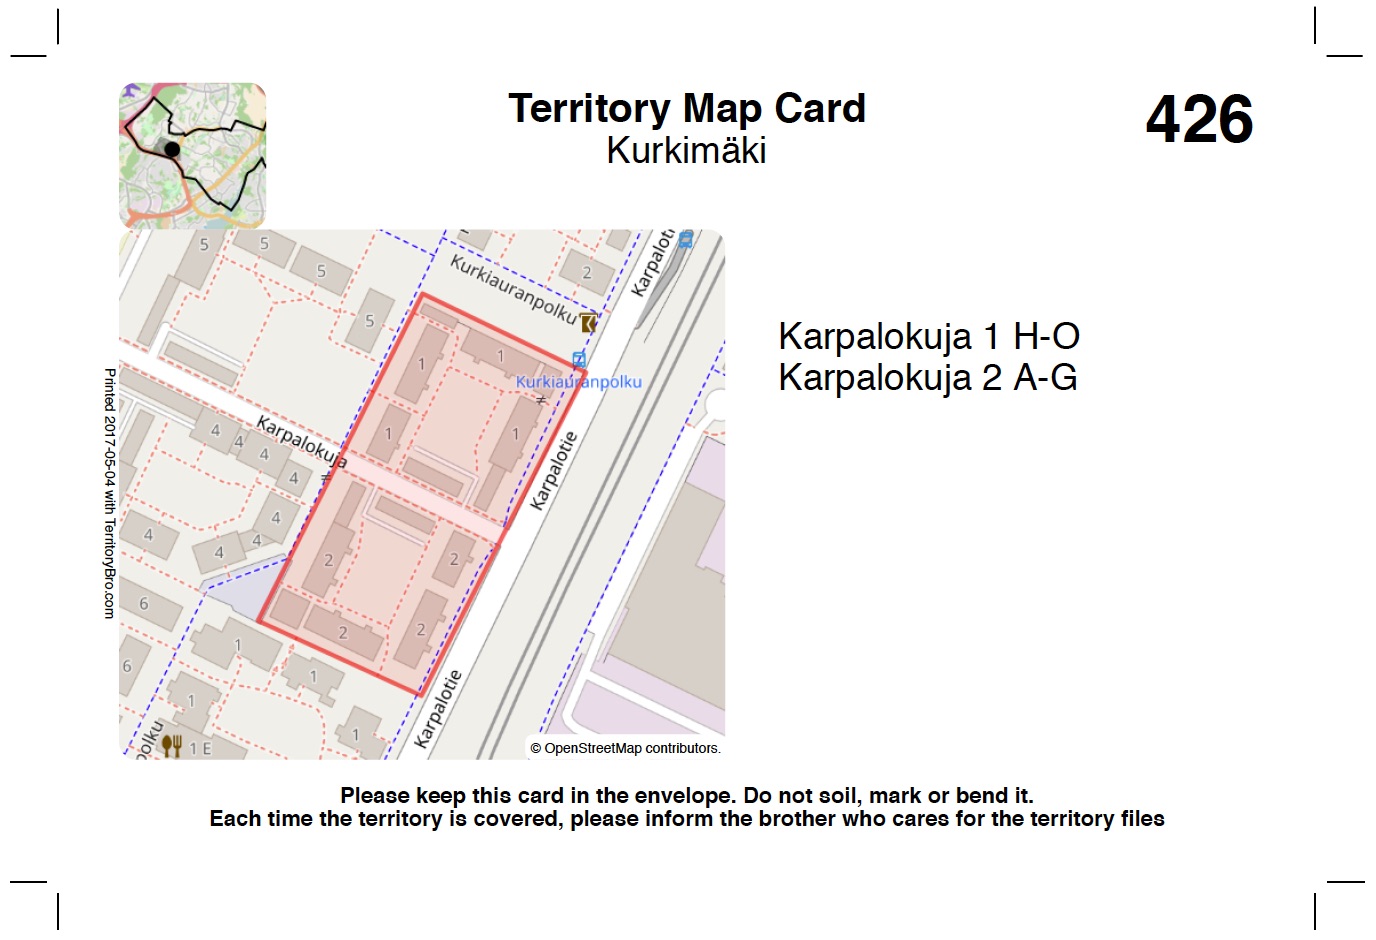 Territory Map Card
Kurkimäki
426
5
5
5
5
Kurkiauranpolku
2
Karpaloti
1
1
Kurkiauranpolku
1
1
Karpalokuja
4
4
4
4
4
4
4
4
Karpalotie
2
2
2
2
6
6
1
1
1
1
1 E
polku
Karpalotie
© OpenStreetMap contributors.
Karpalokuja 1 H-O
Karpalokuja 2 A-G
Printed 2017-05-04 with TerritoryBro.com
Please keep this card in the envelope. Do not soil, mark or bend it.
Each time the territory is covered, please inform the brother who cares for the territory files